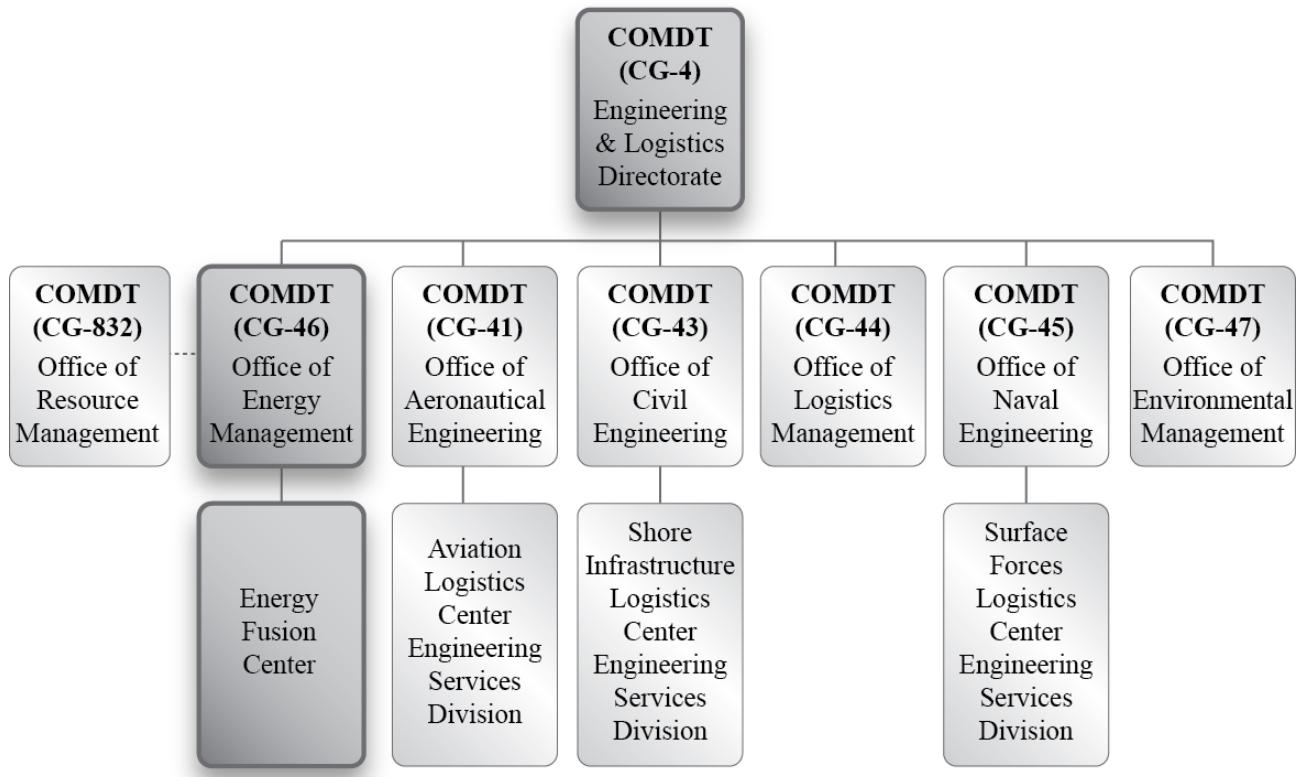 COMDT
(CG-4)
Engineering
& Logistics
Directorate
COMDT
(CG-832)
Office of
Resource
Management
COMDT
(CG-46)
Office of
Energy
Management
COMDT
(CG-41)
Office of
Aeronautical
Engineering
COMDT
(CG-43)
Office of
Civil
Engineering
COMDT
(CG-44)
Office of
Logistics
Management
COMDT
(CG-45)
Office of
Naval
Engineering
COMDT
(CG-47)
Office of
Environmental
Management
Energy
Fusion
Center
Aviation
Logistics
Center
Engineering
Services
Division
Shore
Infrastructure
Logistics
Center
Engineering
Services
Division
Surface
Forces
Logistics
Center
Engineering
Services
Division